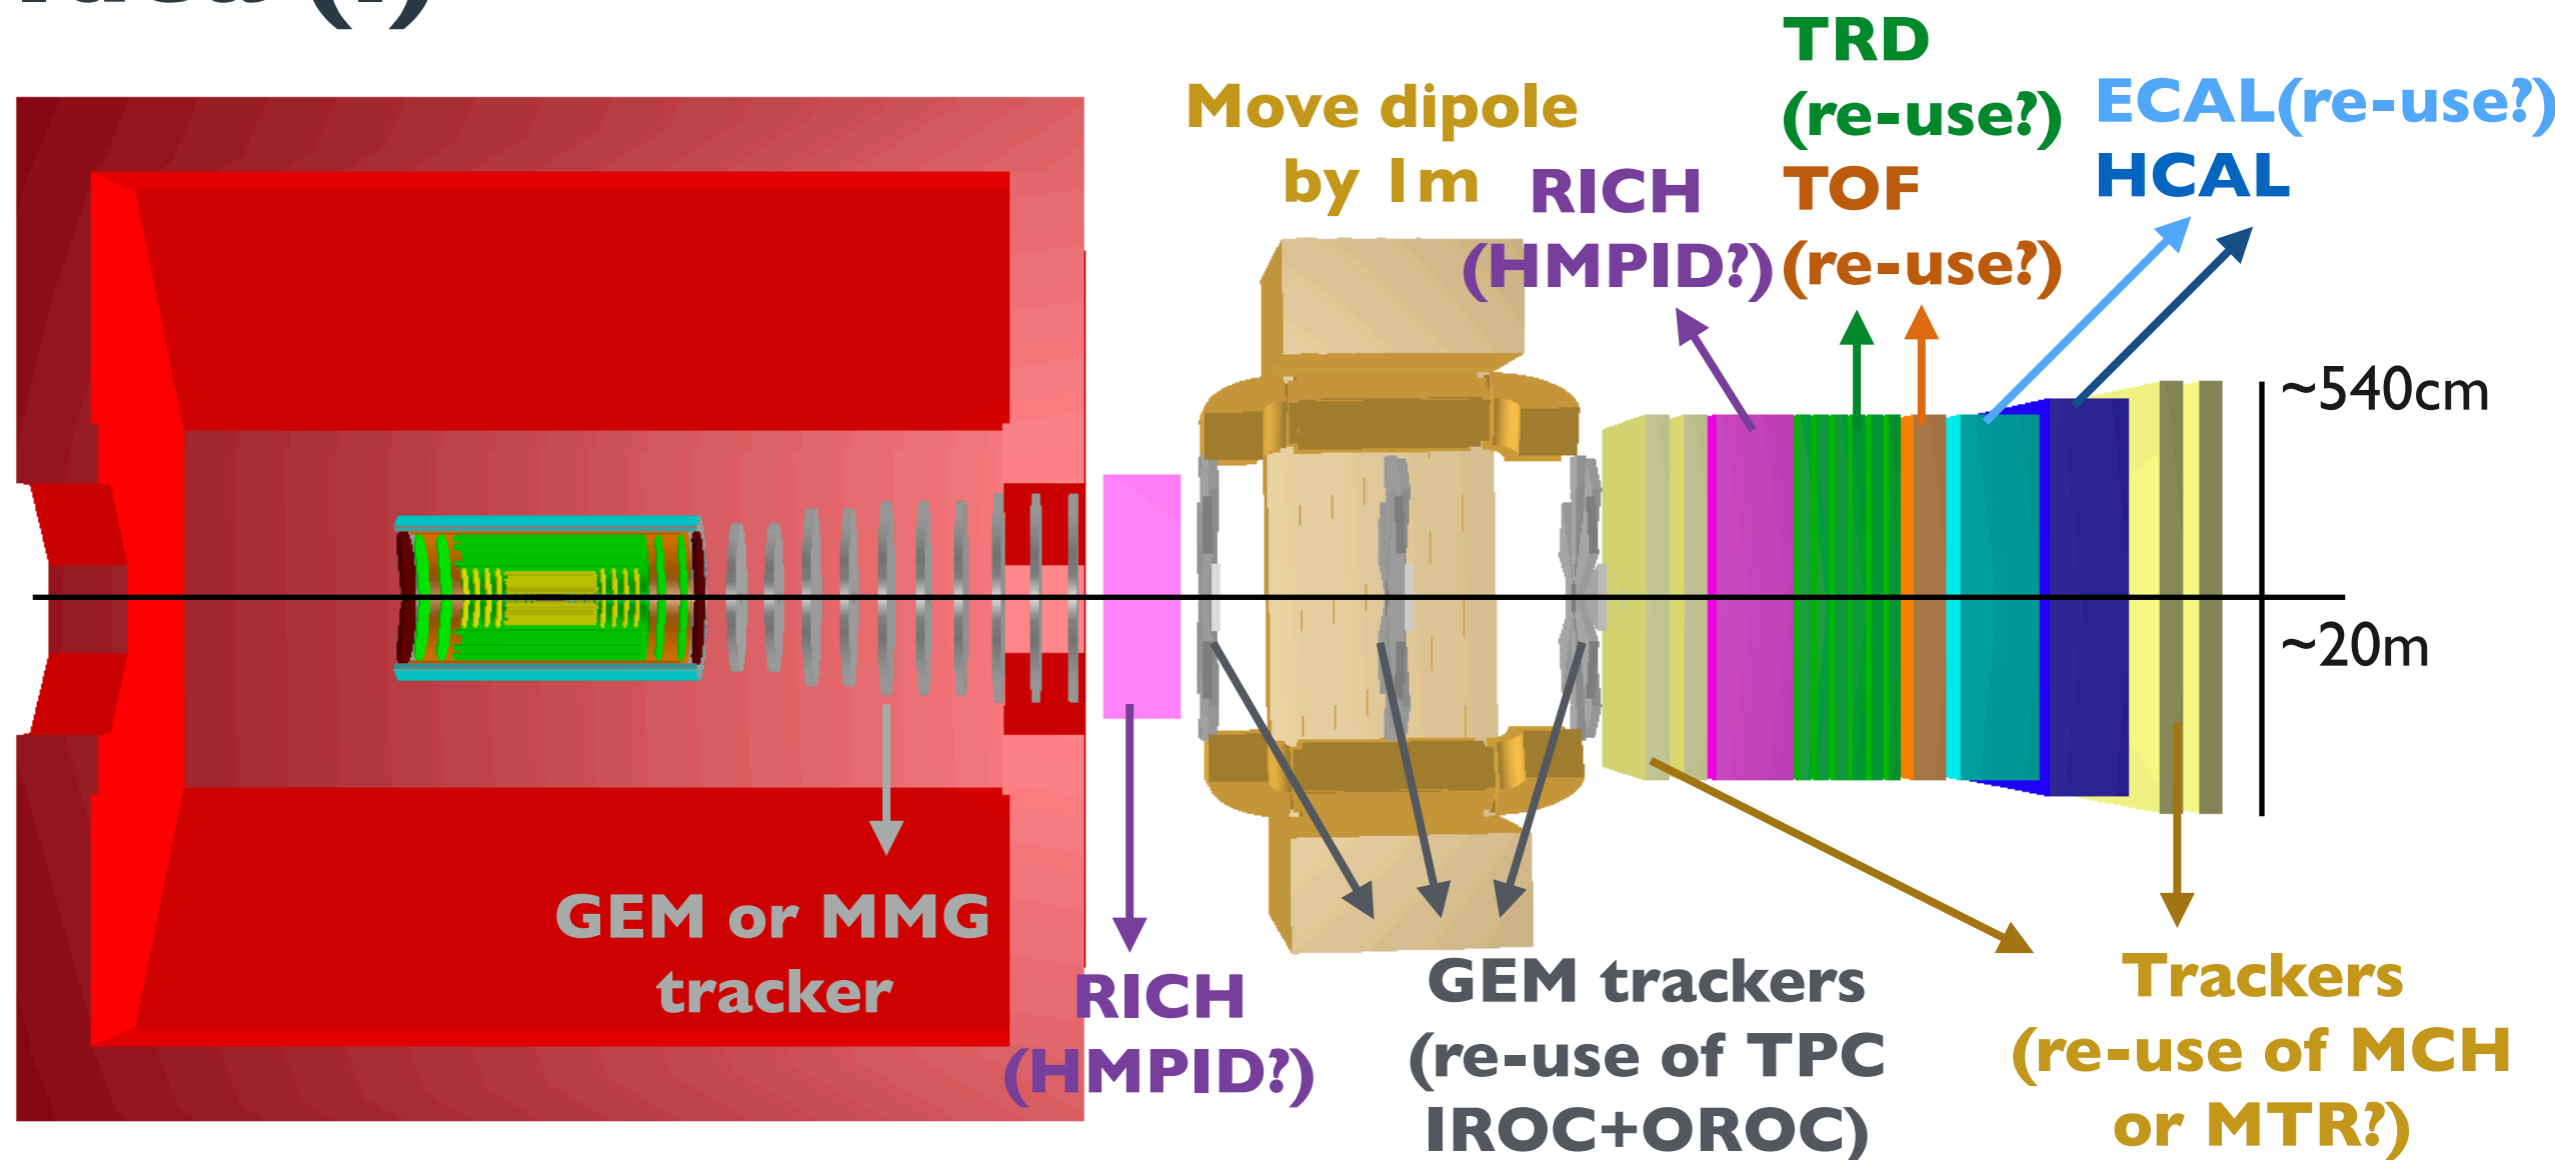 TRD
(re-use?)
ECAL(re-use?)
HCAL
TOF
(re-use?)
Move dipole
by 1m
RICH
(HMPID?)
~540cm
~20m
GEM or MMG
tracker
RICH
(HMPID?)
GEM trackers
(re-use of TPC
IROC+OROC)
Trackers
(re-use of MCH
or MTR?)